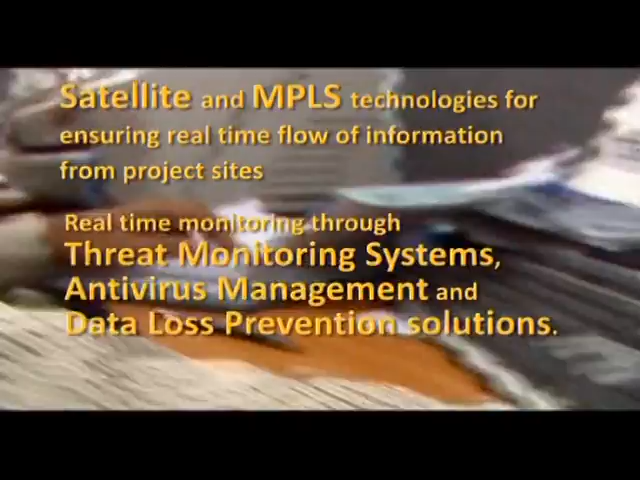 Satellite and MPLS technologies for
ensuring real time flow of information
from project sites
Real time monitoring through
Threat Monitoring Systems,
Antivirus Management and
Data Loss Prevention solutions.